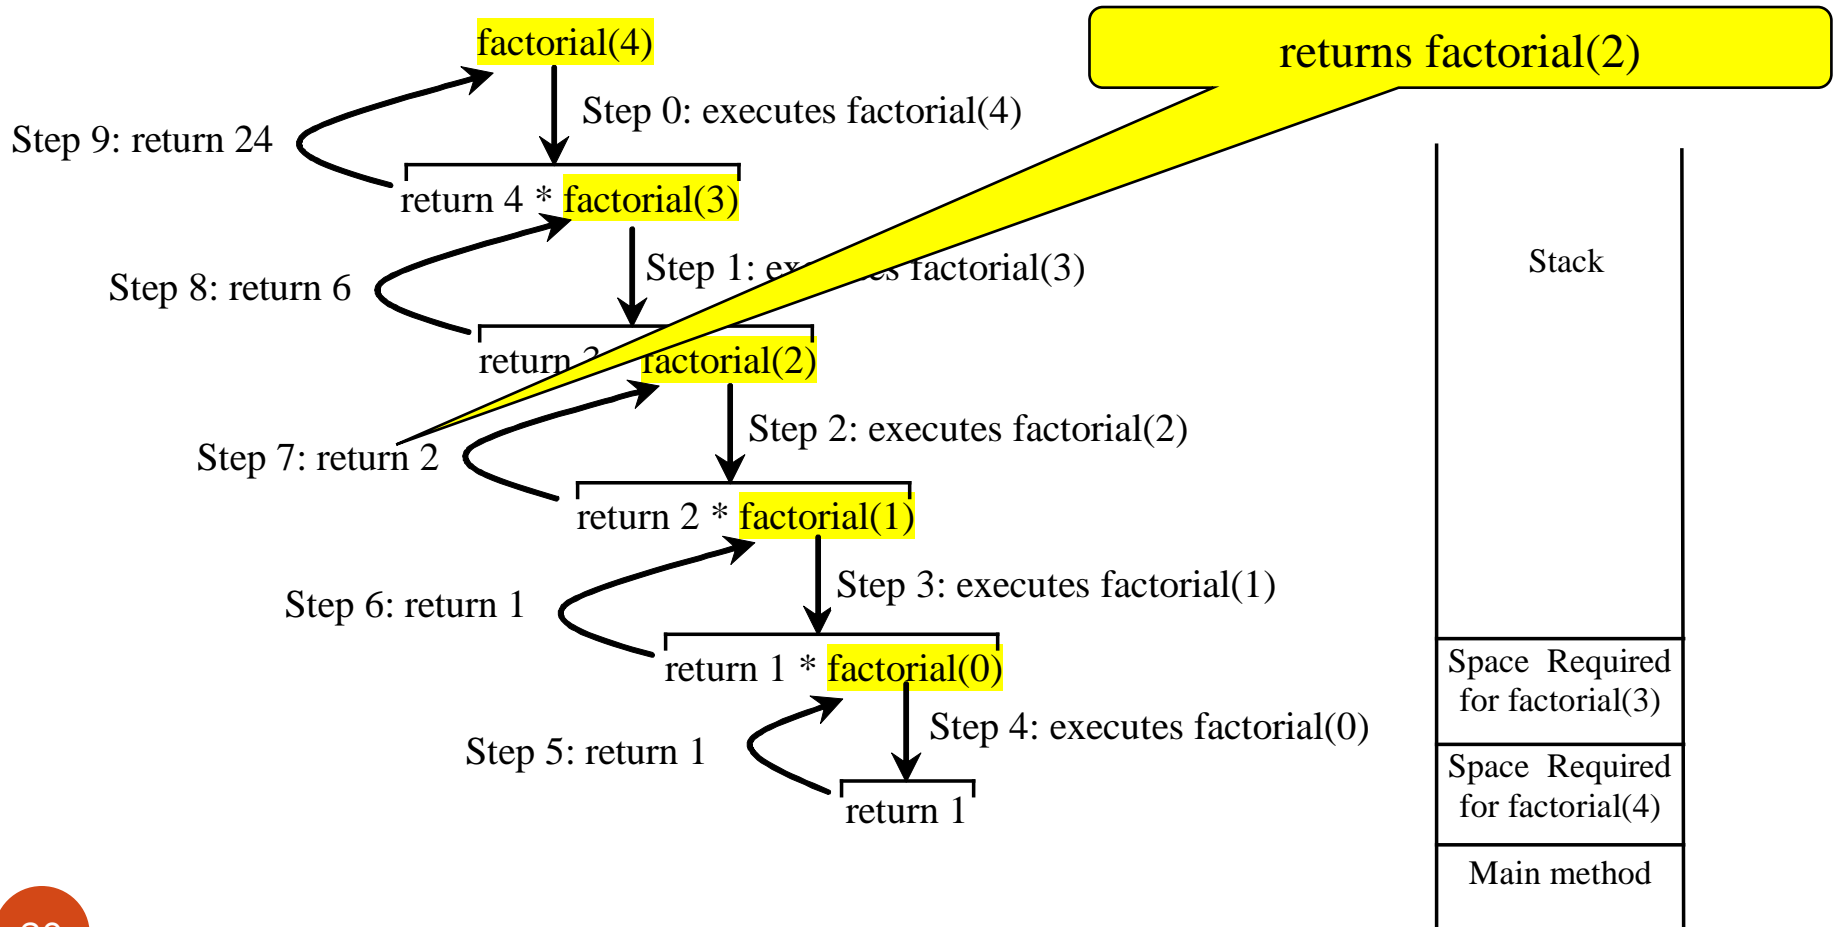 factorial(4)
returns factorial(2)
Step 0: executes factorial(4)
Step 9: return 24
return 4 * factorial(3)
Stack
Step 1: executes factorial(3)
Step 8: return 6
return factorial(2)
Step 2: executes factorial(2)
Step 7: return 2
return 2 * factorial(1)
Step 3: executes factorial(1)
Step 6: return 1
Space Required
for factorial(3)
return 1 * factorial(0)
Step 4: executes factorial(0)
Step 5: return 1
Space Required
for factorial(4)
return 1
Main method